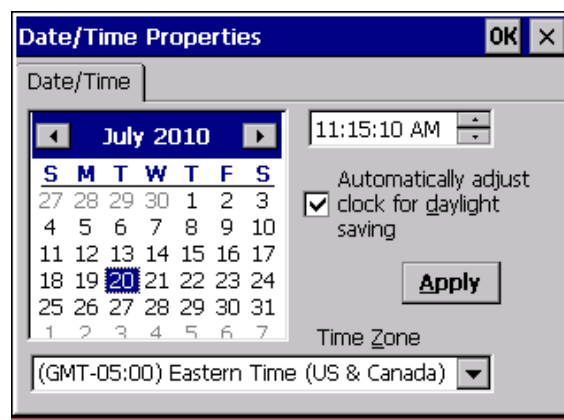 Date/Time Properties OK ×
Date/Time
July 2010
S M T W T F S
27 28 29 30 1 2 3
4 5 6 7 8 9 10
11 12 13 14 15 16 17
18 19 20 21 22 23 24
25 26 27 28 29 30 31
1 2 3 4 5 6 7
11:15:10 AM
Automatically adjust
clock for daylight
saving
Apply
Time Zone
(GMT-05:00) Eastern Time (US & Canada)